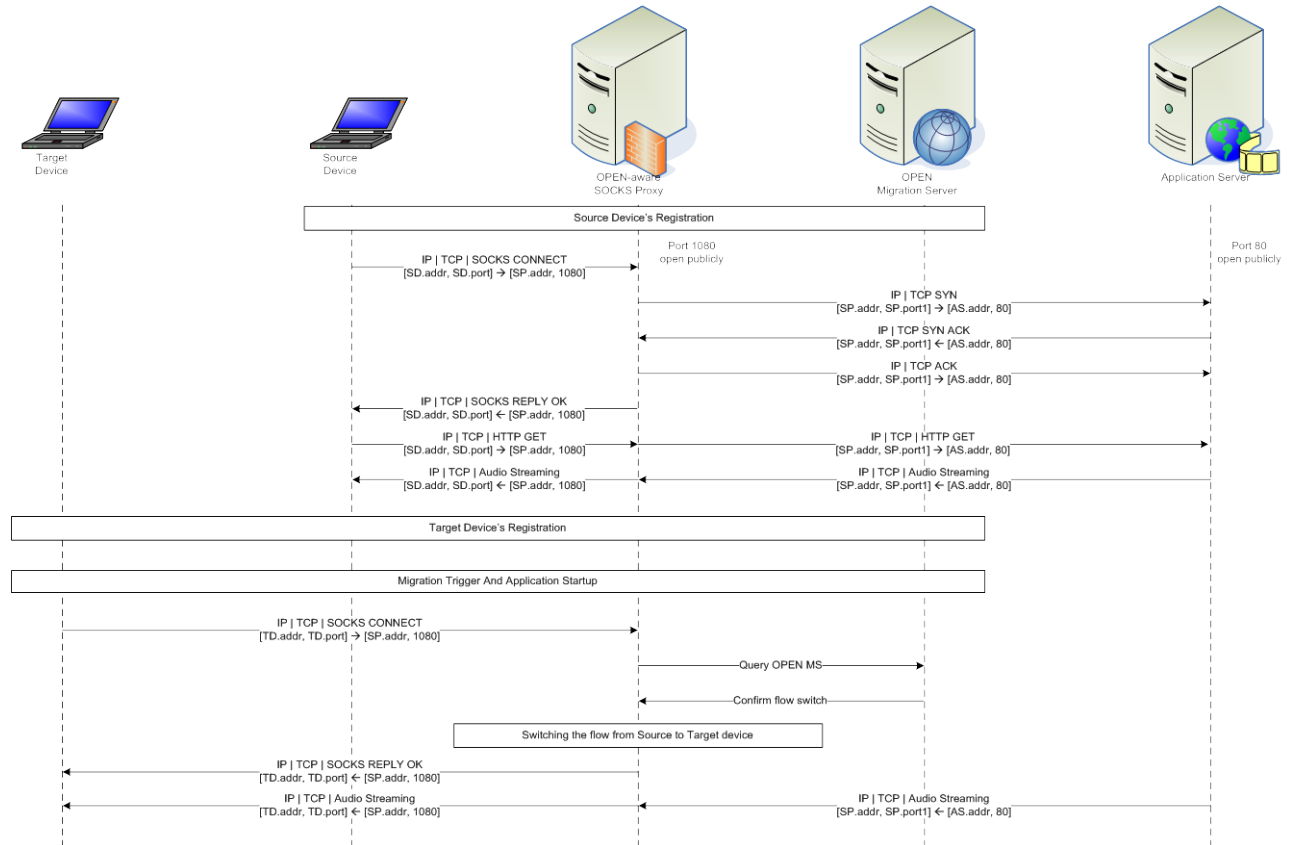 Target
Device
Source
Device
OPEN-aware
SOCKS Proxy
OPEN
Migration Server
Application Server
Source Device's Registration
Port 1080
open publicly
Port 80
open publicly
IP | TCP | SOCKS CONNECT
[SD.addr, SD.port] → [SP.addr, 1080]
IP | TCP SYN
[SP.addr, SP.port1] → [AS.addr, 80]
IP | TCP SYN ACK
[SP.addr, SP.port1] ← [AS.addr, 80]
IP | TCP ACK
[SP.addr, SP.port1] → [AS.addr, 80]
IP | TCP | SOCKS REPLY OK
[SD.addr, SD.port] ← [SP.addr, 1080]
IP | TCP | HTTP GET
[SD.addr, SD.port] → [SP.addr, 1080]
IP | TCP | HTTP GET
[SP.addr, SP.port1] → [AS.addr, 80]
IP | TCP | Audio Streaming
[SD.addr, SD.port] ← [SP.addr, 1080]
IP | TCP | Audio Streaming
[SP.addr, SP.port1] ← [AS.addr, 80]
Target Device's Registration
Migration Trigger And Application Startup
IP | TCP | SOCKS CONNECT
[TD.addr, TD.port] → [SP.addr, 1080]
Query OPEN MS
Confirm flow switch
Switching the flow from Source to Target device
IP | TCP | SOCKS REPLY OK
[TD.addr, TD.port] ← [SP.addr, 1080]
IP | TCP | Audio Streaming
[TD.addr, TD.port] ← [SP.addr, 1080]
IP | TCP | Audio Streaming
[SP.addr, SP.port1] ← [AS.addr, 80]